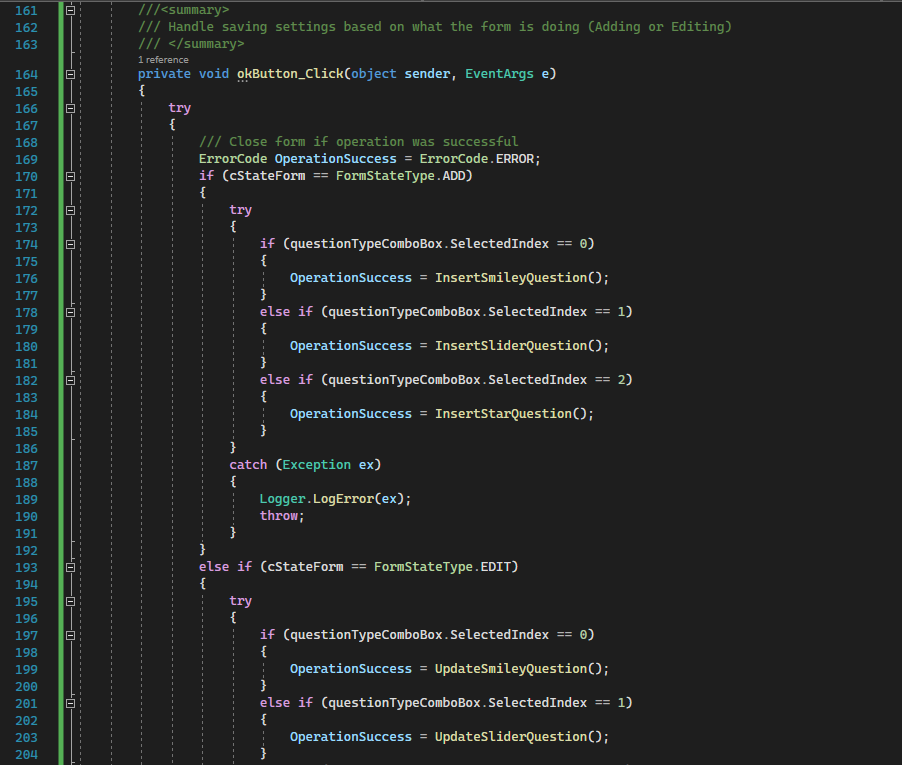 161 ///<summary>
162 /// Handle saving settings based on what the form is doing (Adding or Editing)
163 /// </summary>
1 reference
164 private void okButton_Click(object sender, EventArgs e)
165 {
166 try
167 {
168 /// Close form if operation was successful
169 ErrorCode OperationSuccess = ErrorCode.ERROR;
170 if (cStateForm == FormStateType.ADD)
171 {
172 try
173 {
174 if (questionTypeComboBox.SelectedIndex == 0)
175 {
176 OperationSuccess = InsertSmileyQuestion();
177 }
178 else if (questionTypeComboBox.SelectedIndex == 1)
179 {
180 OperationSuccess = InsertSliderQuestion();
181 }
182 else if (questionTypeComboBox.SelectedIndex == 2)
183 {
184 OperationSuccess = InsertStarQuestion();
185 }
186 }
187 catch (Exception ex)
188 {
189 Logger.LogError(ex);
190 throw;
191 }
192 }
193 else if (cStateForm == FormStateType.EDIT)
194 {
195 try
196 {
197 if (questionTypeComboBox.SelectedIndex == 0)
198 {
199 OperationSuccess = UpdateSmileyQuestion();
200 }
201 else if (questionTypeComboBox.SelectedIndex == 1)
202 {
203 OperationSuccess = UpdateSliderQuestion();
204 }